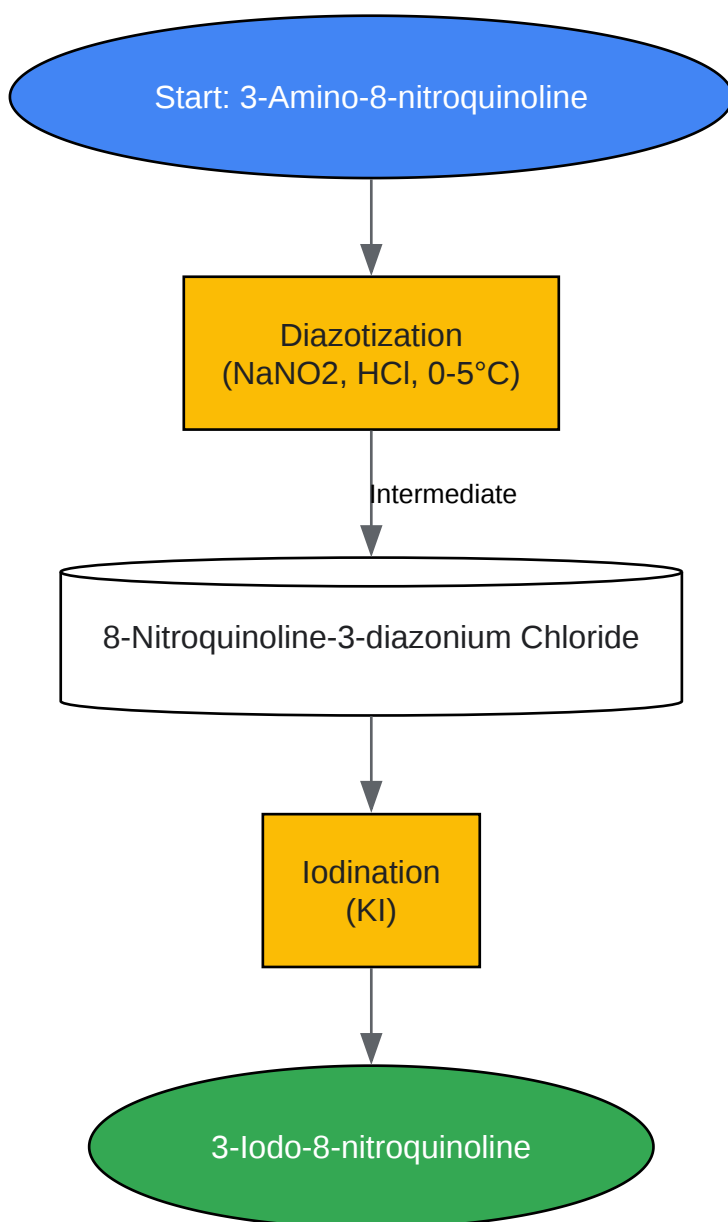 Start: 3-Amino-8-nitroquinoline
Diazotization
(NaNO2, HCl, 0-5°C)
Intermediate
8-Nitroquinoline-3-diazonium Chloride
Iodination
(KI)
3-Iodo-8-nitroquinoline